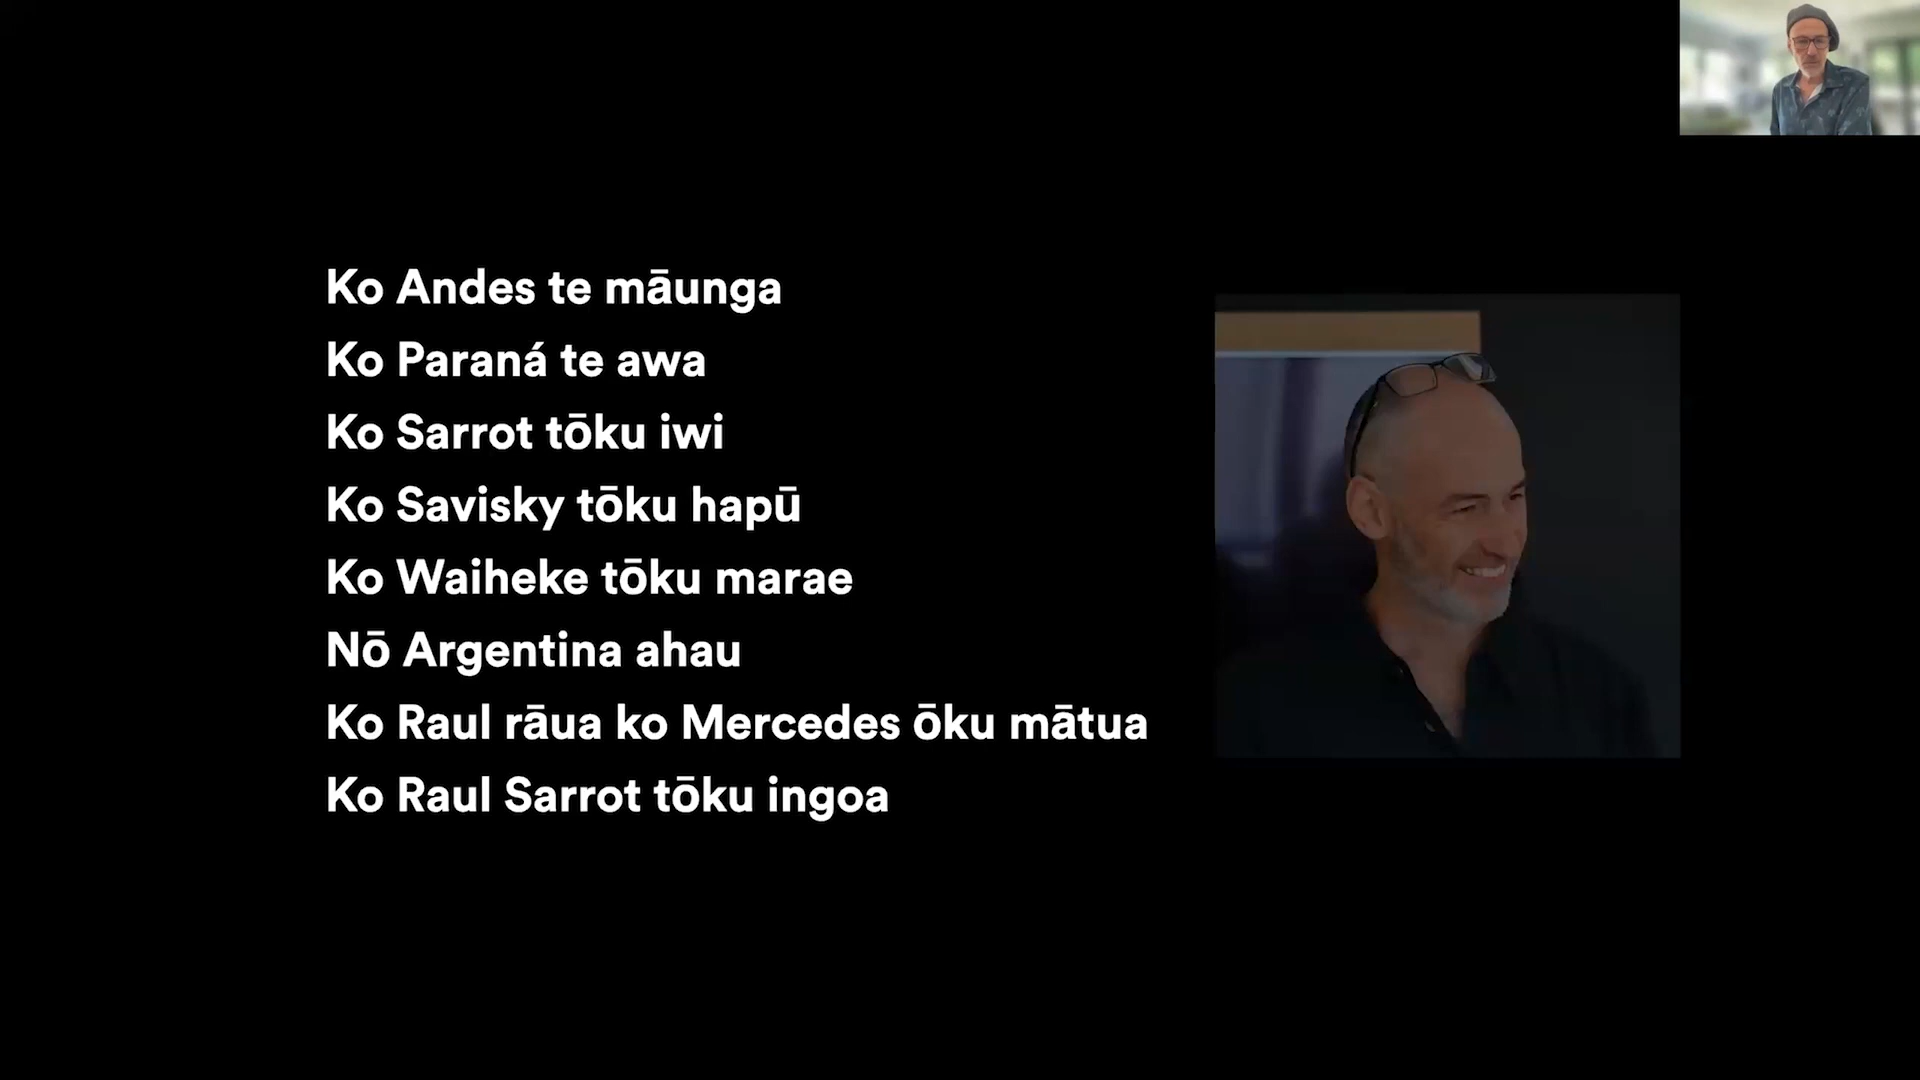 Ko Andes te māunga
Ko Paraná te awa
Ko Sarrot tōku iwi
Ko Savisky tōku hapū
Ko Waiheke tōku marae
Nō Argentina ahau
Ko Raul rāua ko Mercedes ōku mātua
Ko Raul Sarrot tōku ingoa